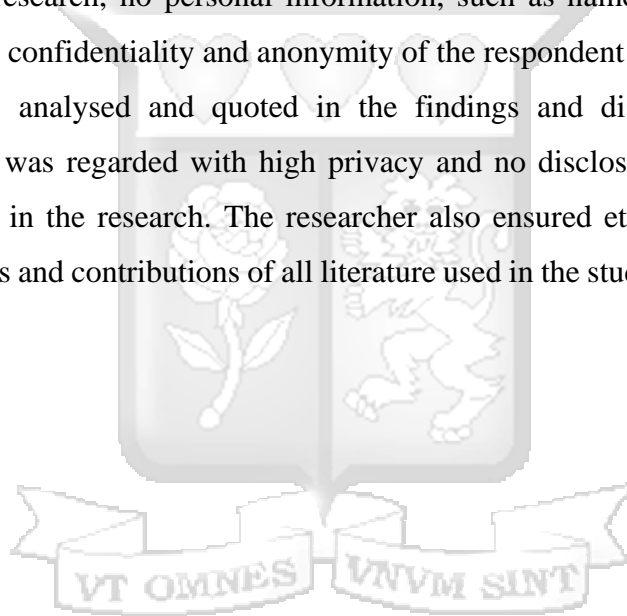 research, no personal information, such as name
confidentiality and anonymity of the respondent
analysed and quoted in the findings and di
was regarded with high privacy and no disclos
in the research. The researcher also ensured et
s and contributions of all literature used in the stu
VT OMNES VNVM SINT